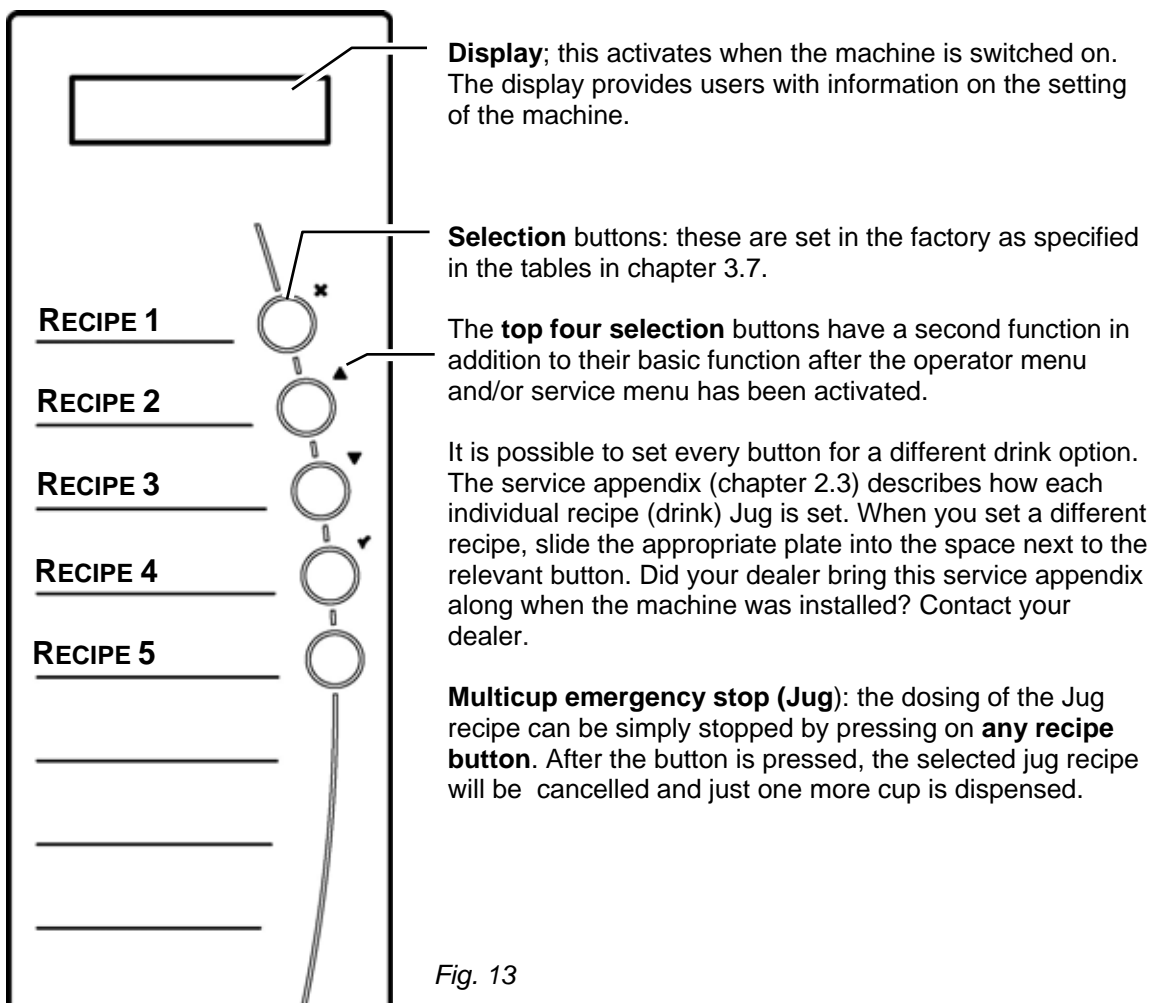 Display; this activates when the machine is switched on.
The display provides users with information on the setting
of the machine.
Selection buttons: these are set in the factory as specified
in the tables in chapter 3.7.
The top four selection buttons have a second function in
addition to their basic function after the operator menu
and/or service menu has been activated.
It is possible to set every button for a different drink option.
The service appendix (chapter 2.3) describes how each
individual recipe (drink) Jug is set. When you set a different
recipe, slide the appropriate plate into the space next to the
relevant button. Did your dealer bring this service appendix
along when the machine was installed? Contact your
dealer.
Multicup emergency stop (Jug): the dosing of the Jug
recipe can be simply stopped by pressing on any recipe
button. After the button is pressed, the selected jug recipe
will be  cancelled and just one more cup is dispensed.
RECIPE 1
RECIPE 2
RECIPE 3
RECIPE 4
RECIPE 5
Fig. 13